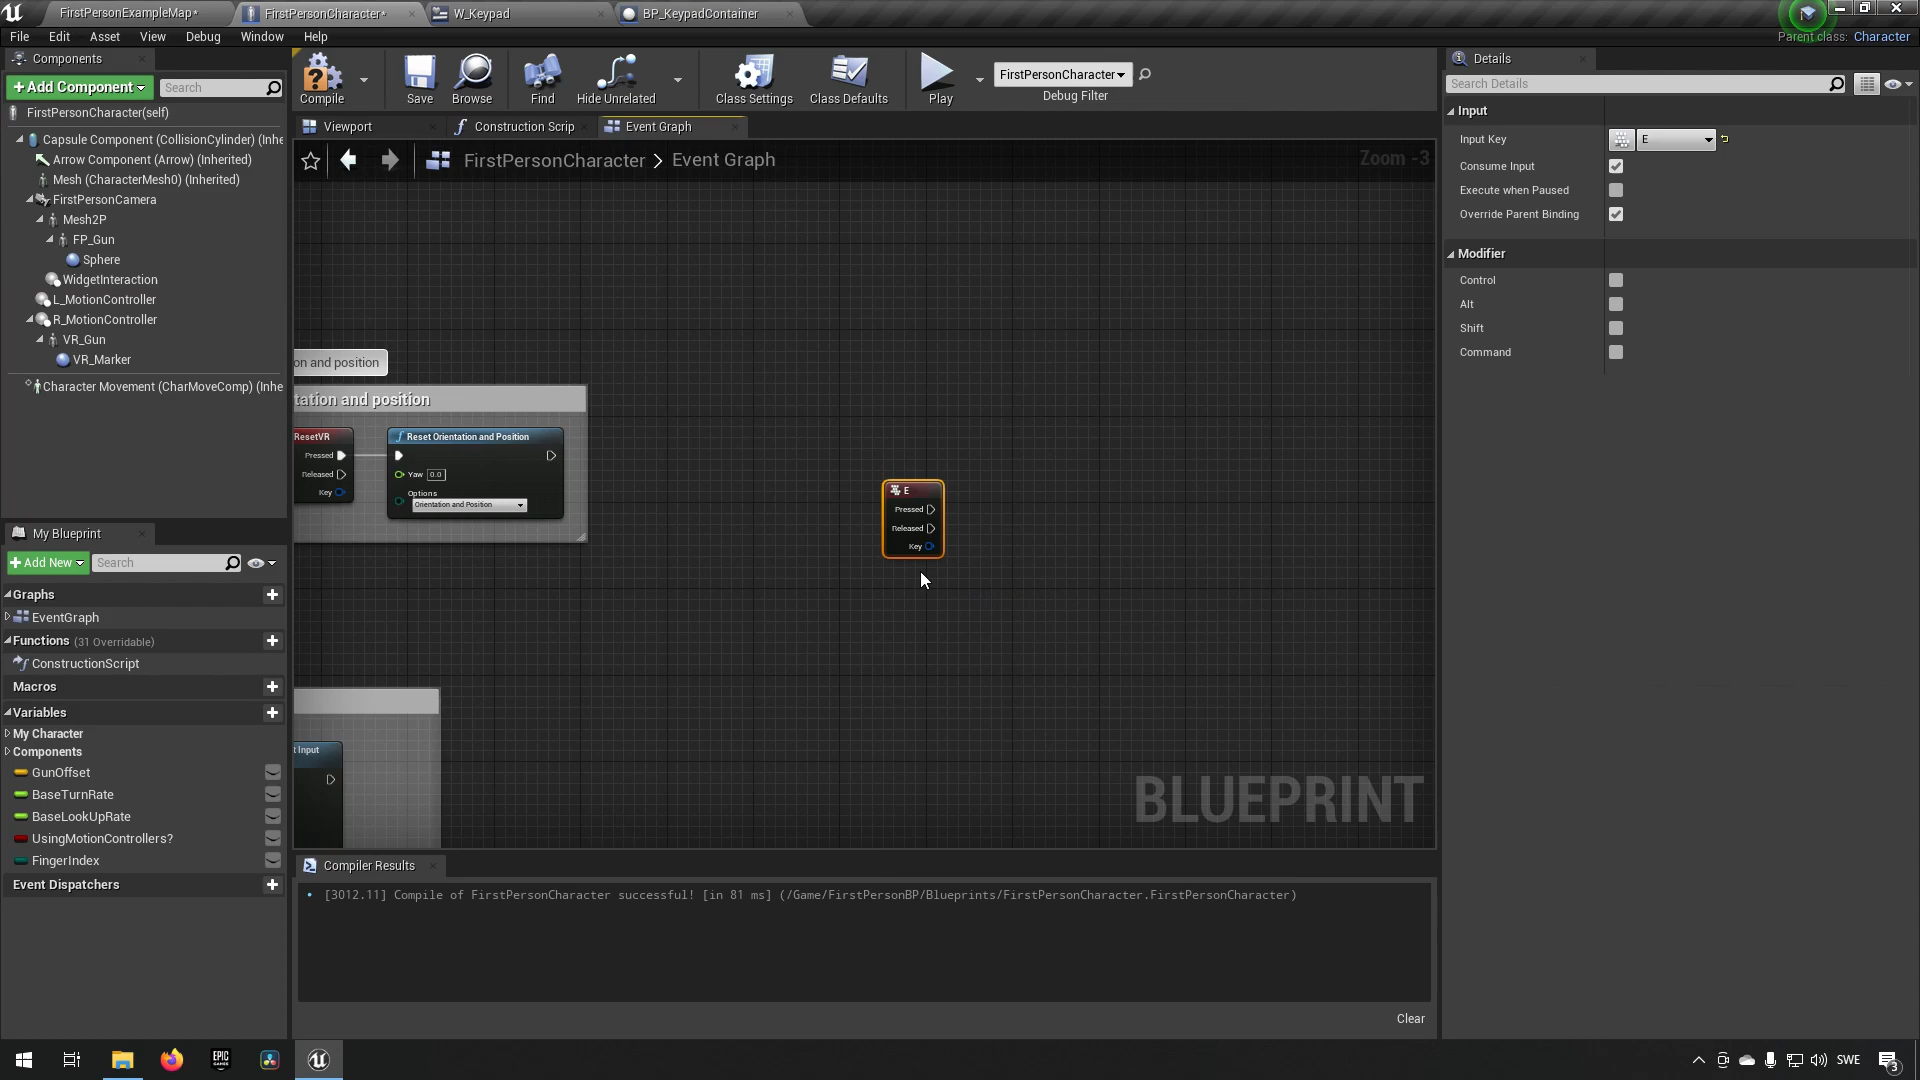 FirstPersonExampleMap*
FirstPersonCharacter*
W_Keypad
BP_KeypadContainer
File Edit Asset View Debug Window Help
Parent class: Character
Components
+Add Component
Search
FirstPersonCharacter(self)
Capsule Component (CollisionCylinder) (Inhe
Arrow Component (Arrow) (Inherited)
Mesh (CharacterMesh0) (Inherited)
FirstPersonCamera
Mesh2P
FP_Gun
Sphere
WidgetInteraction
L_MotionController
R_MotionController
VR_Gun
VR_Marker
Character Movement (CharMoveComp) (Inhe
My Blueprint
+Add New
Search
Graphs
EventGraph
Functions (31 Overridable)
ConstructionScript
Macros
Variables
My Character
Components
GunOffset
BaseTurnRate
BaseLookUpRate
UsingMotionControllers?
FingerIndex
Event Dispatchers
Compile
Save
Browse
Find
Hide Unrelated
Class Settings
Class Defaults
Play
FirstPersonCharacter
Debug Filter
Viewport
Construction Scrip
Event Graph
FirstPersonCharacter > Event Graph
Zoom -3
on and position
tation and position
ResetVR
Pressed
Released
Key
Reset Orientation and Position
Yaw 0.0
Options
Orientation and Position
E
Pressed
Released
Key
t Input
BLUEPRINT
Compiler Results
[3012.11] Compile of FirstPersonCharacter successful! [in 81 ms] (/Game/FirstPersonBP/Blueprints/FirstPersonCharacter.FirstPersonCharacter)
Clear
Details
Search Details
Input
Input Key
E
Consume Input
Execute when Paused
Override Parent Binding
Modifier
Control
Alt
Shift
Command
EPIC
GAMES
SWE
3